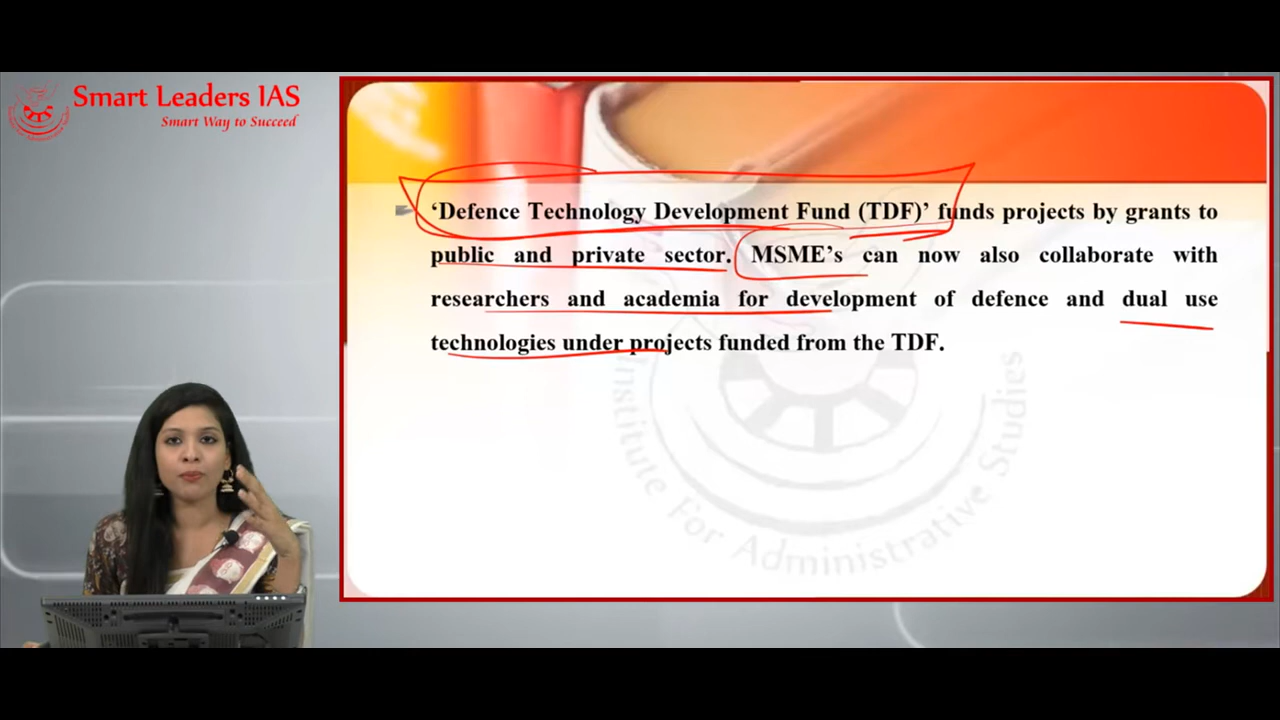 Smart Leaders IAS
Smart Way to Succeed
‘Defence Technology Development Fund (TDF)’ funds projects by grants to
public and private sector. MSME’s can now also collaborate with
researchers and academia for development of defence and dual use
technologies under projects funded from the TDF.
Institute For Administrative Studies